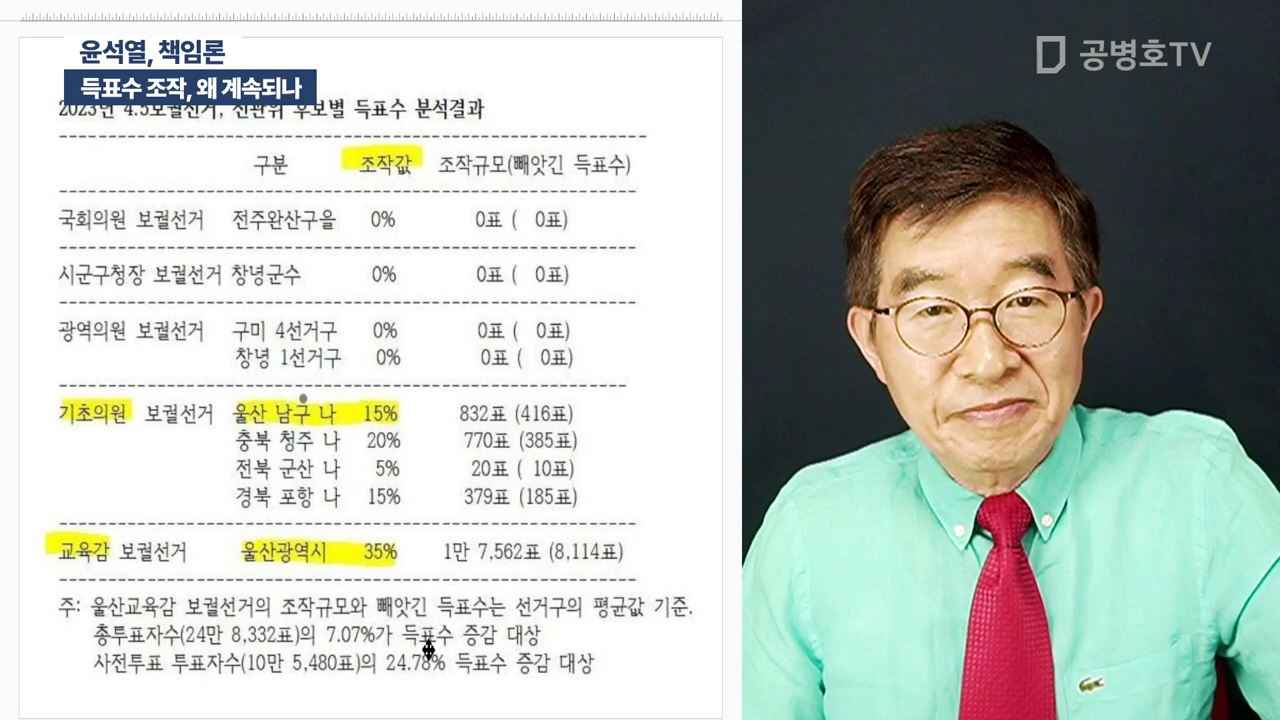 윤석열, 책임론
득표수 조작, 왜 계속되나
공병호TV
2023년 4.5보궐선거, 선관위 후보별 득표수 분석결과
구분 조작값 조작규모(빼앗긴 득표수)
국회의원 보궐선거 전주완산구을 0% 0표 ( 0표)
시군구청장 보궐선거 창녕군수 0% 0표 ( 0표)
광역의원 보궐선거 구미 4선거구 0% 0표 ( 0표)
창녕 1선거구 0% 0표 ( 0표)
기초의원 보궐선거 울산 남구 나 15% 832표 (416표)
충북 청주 나 20% 770표 (385표)
전북 군산 나 5% 20표 ( 10표)
경북 포항 나 15% 379표 (185표)
교육감 보궐선거 울산광역시 35% 1만 7,562표 (8,114표)
주: 울산교육감 보궐선거의 조작규모와 빼앗긴 득표수는 선거구의 평균값 기준.
총투표자수(24만 8,332표)의 7.07%가 득표수 증감 대상
사전투표 투표자수(10만 5,480표)의 24.78% 득표수 증감 대상